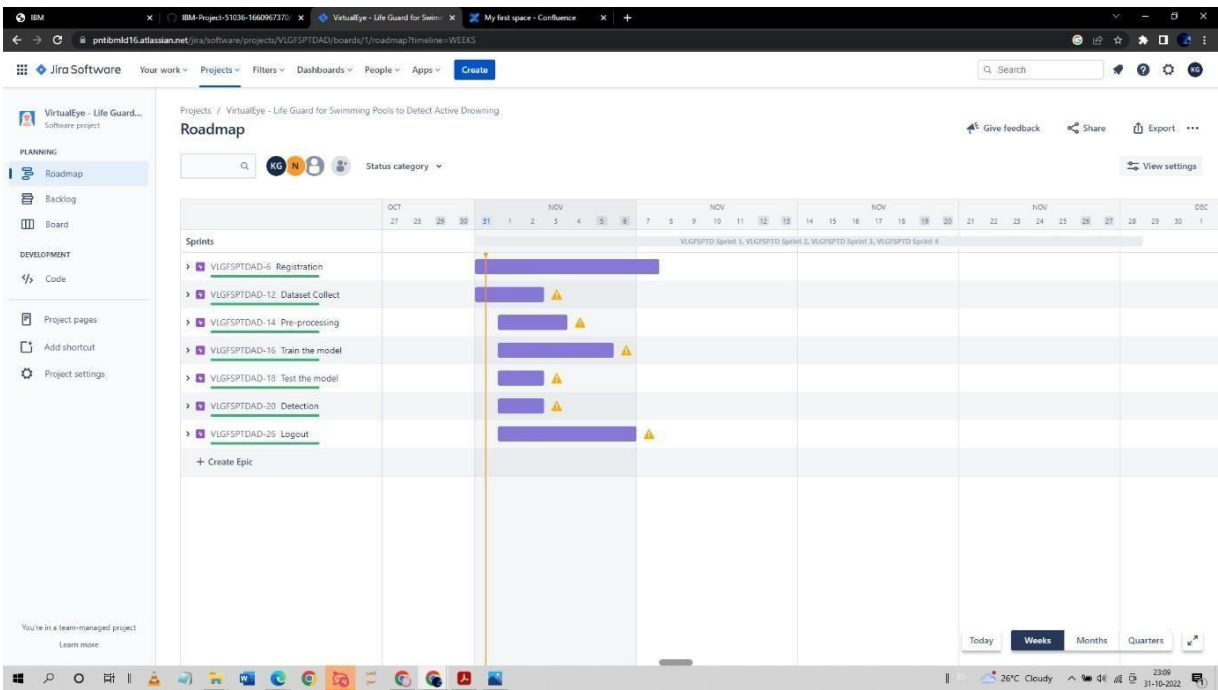 IBM
IBM-Project-51036-1660967370/
VirtualEye - Life Guard for Swimm
My first space - Confluence
pntibmld16.atlassian.net/jira/software/projects/VLGFSPTDAD/boards/1/roadmap?timeline=WEEKS
Jira Software Your work Projects Filters Dashboards People Apps Create Search KG
VirtualEye - Life Guard...
Software project
PLANNING
Roadmap
Backlog
Board
DEVELOPMENT
Code
Project pages
Add shortcut
Project settings
You're in a team-managed project
Learn more
Projects / VirtualEye - Life Guard for Swimming Pools to Detect Active Drowning
Roadmap
Give feedback Share Export
KG N Status category View settings
OCT NOV NOV NOV NOV DEC
27 28 29 30 31 1 2 3 4 5 6 7 8 9 10 11 12 13 14 15 16 17 18 19 20 21 22 23 24 25 26 27 28 29 30 1
Sprints VLGFSPTD Sprint 1, VLGFSPTD Sprint 2, VLGFSPTD Sprint 3, VLGFSPTD Sprint 4
VLGFSPTDAD-6 Registration
VLGFSPTDAD-12 Dataset Collect
VLGFSPTDAD-14 Pre-processing
VLGFSPTDAD-16 Train the model
VLGFSPTDAD-18 Test the model
VLGFSPTDAD-20 Detection
VLGFSPTDAD-26 Logout
+ Create Epic
Today Weeks Months Quarters
26°C Cloudy
23:09
31-10-2022